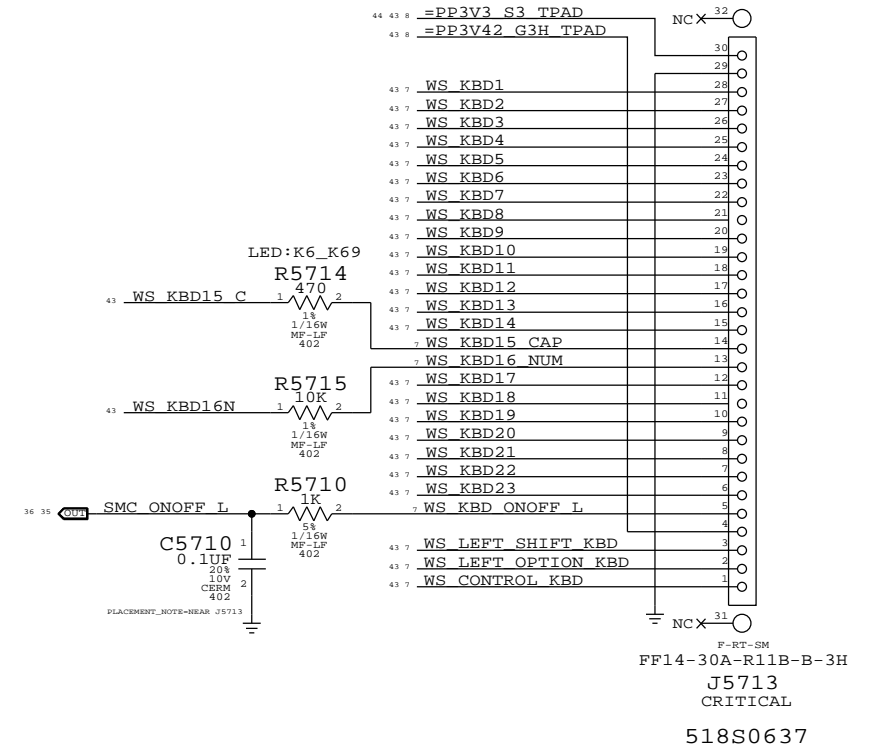 44 43 8 =PP3V3_S3_TPAD
NC 32
43 8 =PP3V42_G3H_TPAD
30
29
43 7 WS_KBD1 28
43 7 WS_KBD2 27
43 7 WS_KBD3 26
43 7 WS_KBD4 25
43 7 WS_KBD5 24
43 7 WS_KBD6 23
43 7 WS_KBD7 22
43 7 WS_KBD8 21
43 7 WS_KBD9 20
43 7 WS_KBD10 19
43 7 WS_KBD11 18
43 7 WS_KBD12 17
43 7 WS_KBD13 16
43 7 WS_KBD14 15
7 WS_KBD15_CAP 14
7 WS_KBD16_NUM 13
43 7 WS_KBD17 12
43 7 WS_KBD18 11
43 7 WS_KBD19 10
43 7 WS_KBD20 9
43 7 WS_KBD21 8
43 7 WS_KBD22 7
43 7 WS_KBD23 6
7 WS_KBD_ONOFF_L 5
4
43 7 WS_LEFT_SHIFT_KBD 3
43 7 WS_LEFT_OPTION_KBD 2
43 7 WS_CONTROL_KBD 1
NC 31
F-RT-SM
FF14-30A-R11B-B-3H
J5713
CRITICAL
518S0637
LED:K6_K69
R5714
470
43 WS_KBD15_C 1 2
1%
1/16W
MF-LF
402
R5715
10K
43 WS_KBD16N 1 2
1%
1/16W
MF-LF
402
R5710
1K
36 35 OUT SMC_ONOFF_L 1 2
5%
1/16W
MF-LF
402
C5710 1
0.1UF
20%
10V
CERM 2
402
PLACEMENT_NOTE=NEAR J5713